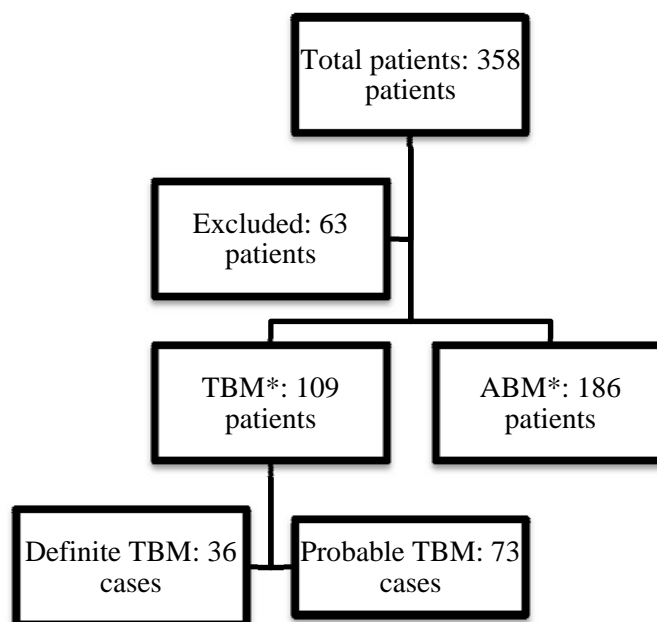 Total patients: 358
patients
Excluded: 63
patients
TBM*: 109
patients
ABM*: 186
patients
Definite TBM: 36
cases
Probable TBM: 73
cases